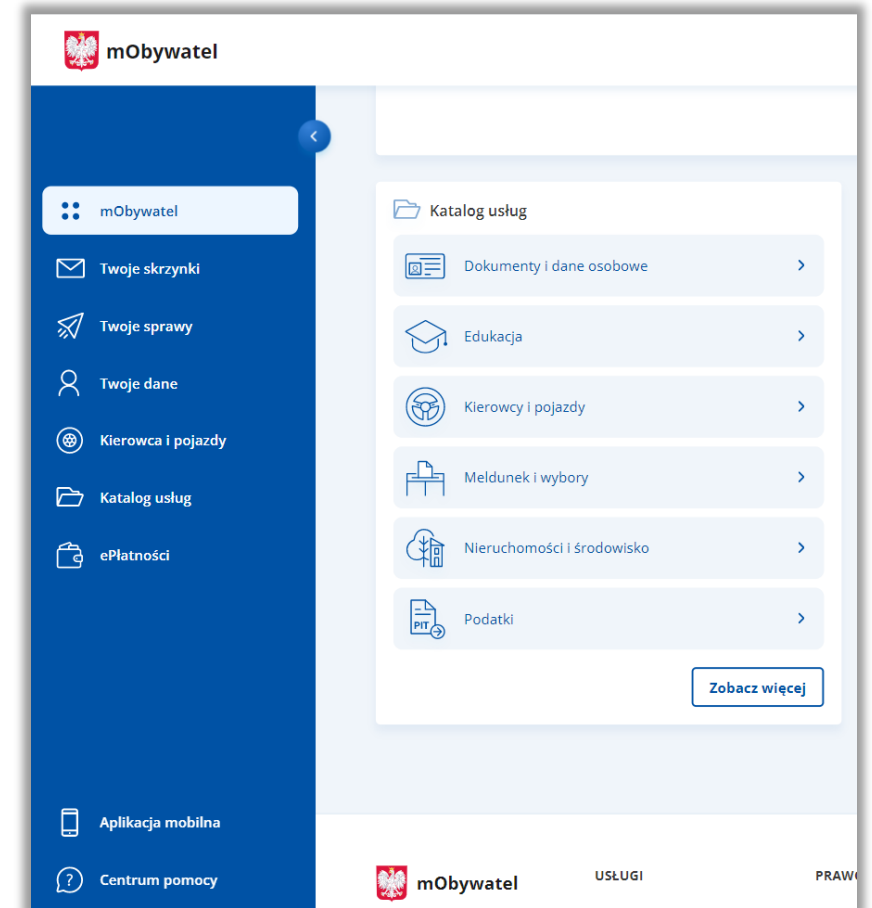 mObywatel
mObywatel
Twoje skrzynki
Twoje sprawy
Twoje dane
Kierowca i pojazdy
Katalog usług
ePłatności
Aplikacja mobilna
Centrum pomocy
Katalog usług
Dokumenty i dane osobowe
Edukacja
Kierowcy i pojazdy
Meldunek i wybory
Nieruchomości i środowisko
PIT
Podatki
Zobacz więcej
mObywatel
USŁUGI